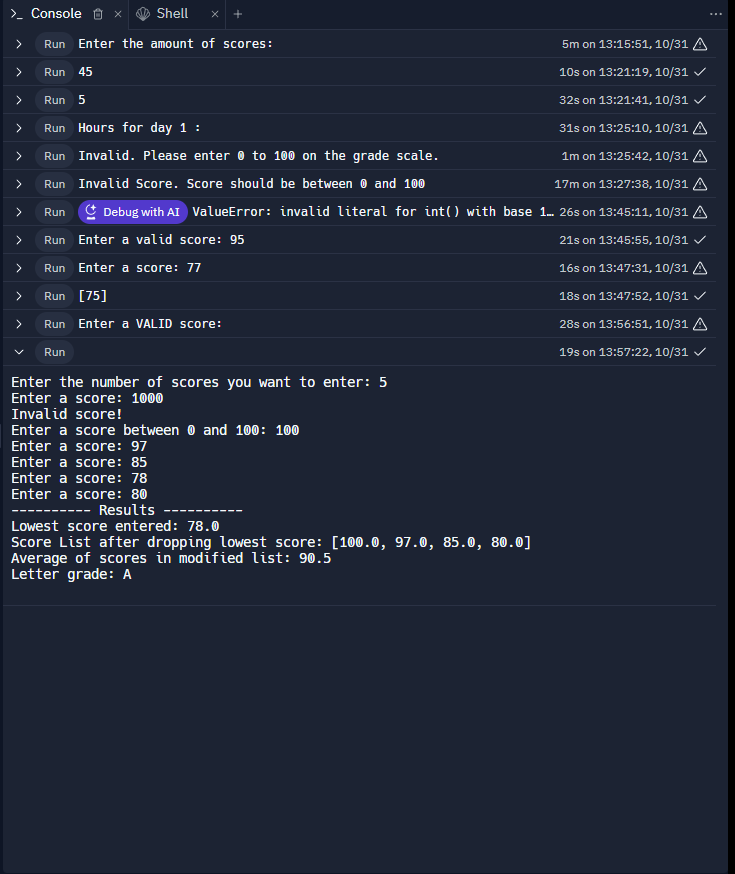 Console Shell
Run Enter the amount of scores: 5m on 13:15:51, 10/31
Run 45 10s on 13:21:19, 10/31
Run 5 32s on 13:21:41, 10/31
Run Hours for day 1 : 31s on 13:25:10, 10/31
Run Invalid. Please enter 0 to 100 on the grade scale. 1m on 13:25:42, 10/31
Run Invalid Score. Score should be between 0 and 100 17m on 13:27:38, 10/31
Run Debug with AI ValueError: invalid literal for int() with base 1… 26s on 13:45:11, 10/31
Run Enter a valid score: 95 21s on 13:45:55, 10/31
Run Enter a score: 77 16s on 13:47:31, 10/31
Run [75] 18s on 13:47:52, 10/31
Run Enter a VALID score: 28s on 13:56:51, 10/31
Run 19s on 13:57:22, 10/31
Enter the number of scores you want to enter: 5
Enter a score: 1000
Invalid score!
Enter a score between 0 and 100: 100
Enter a score: 97
Enter a score: 85
Enter a score: 78
Enter a score: 80
---------- Results ----------
Lowest score entered: 78.0
Score List after dropping lowest score: [100.0, 97.0, 85.0, 80.0]
Average of scores in modified list: 90.5
Letter grade: A